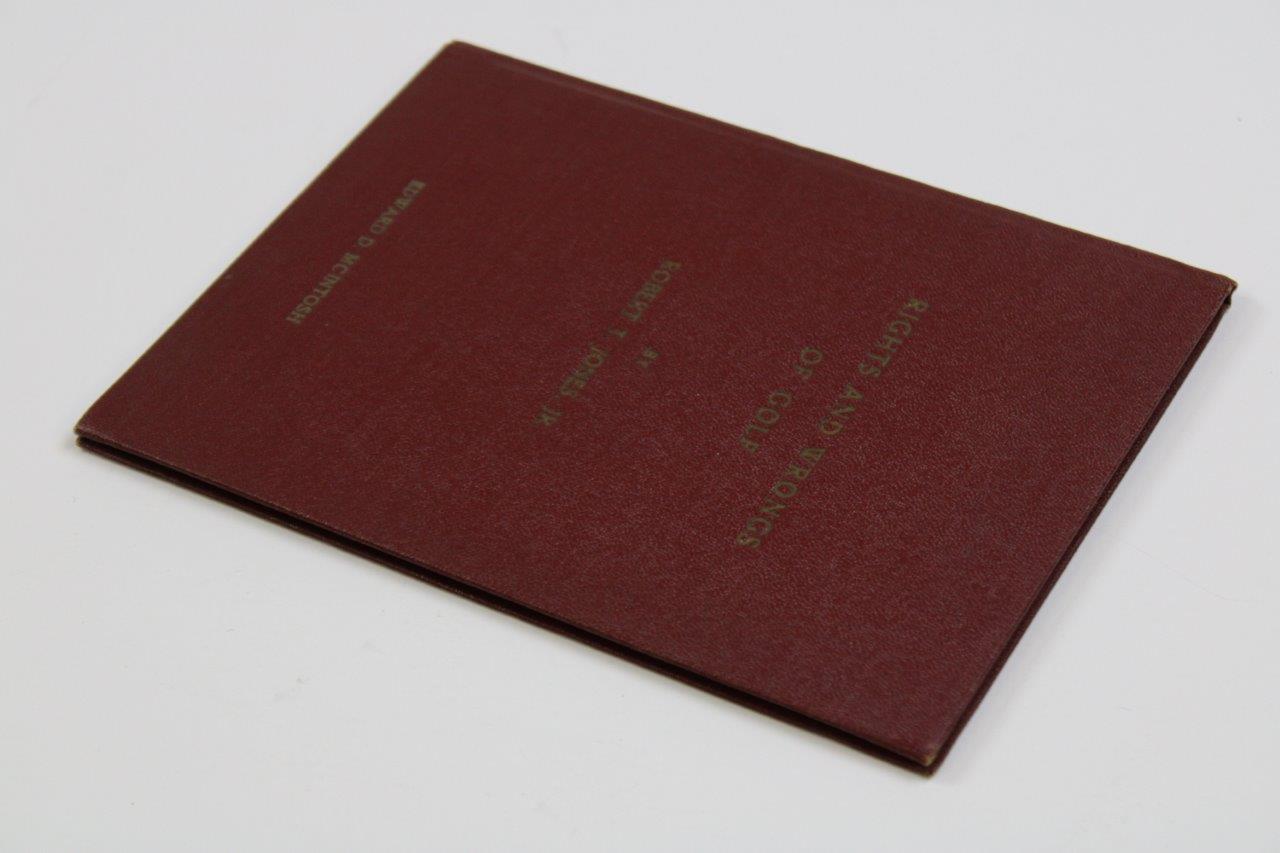 RIGHTS AND WRONGS
OF GOLF
BY
ROBERT T. JONES, JR
EDWARD D. MCINTOSH